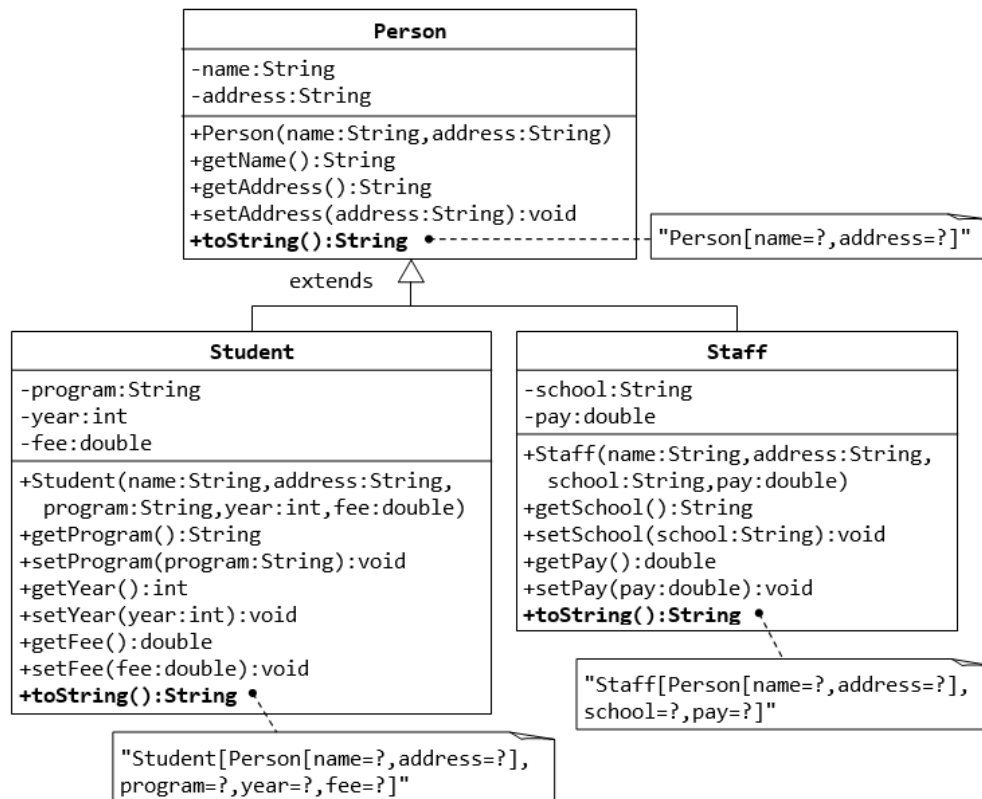 Person
-name:String
-address:String
+Person(name:String,address:String)
+getName():String
+getAddress():String
+setAddress(address:String):void
+toString():String
"Person[name=?,address=?]"
extends
Student
-program:String
-year:int
-fee:double
+Student(name:String,address:String,
program:String,year:int,fee:double)
+getProgram():String
+setProgram(program:String):void
+getYear():int
+setYear(year:int):void
+getFee():double
+setFee(fee:double):void
+toString():String
"Student[Person[name=?,address=?],
program=?,year=?,fee=?]"
Staff
-school:String
-pay:double
+Staff(name:String,address:String,
school:String,pay:double)
+getSchool():String
+setSchool(school:String):void
+getPay():double
+setPay(pay:double):void
+toString():String
"Staff[Person[name=?,address=?],
school=?,pay=?]"